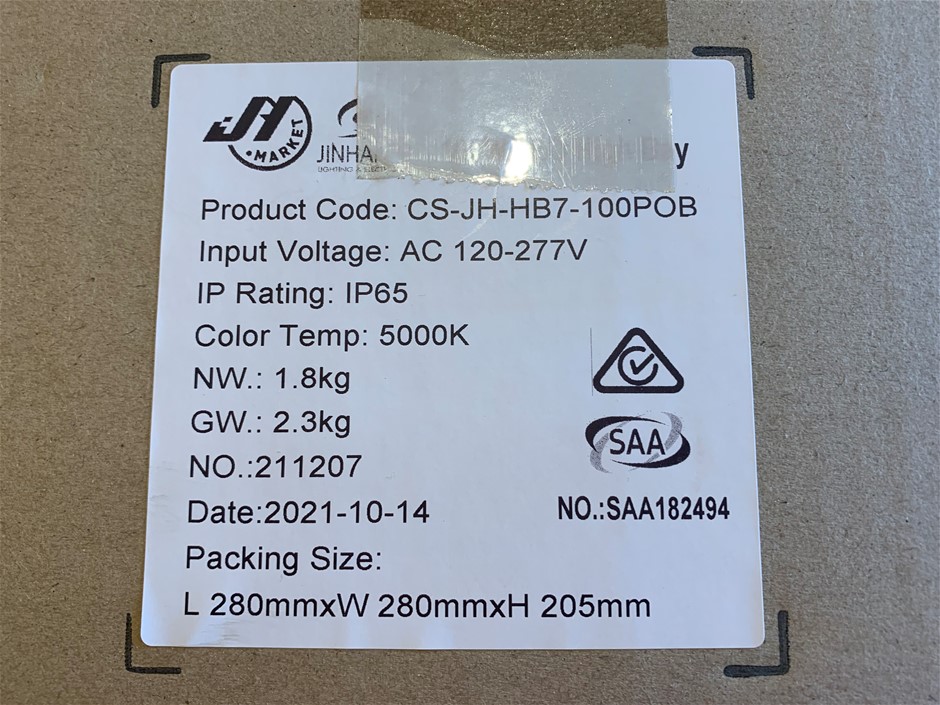 JH
MARKET
Product Code: CS-JH-HB7-100POB
Input Voltage: AC 120-277V
IP Rating: IP65
Color Temp: 5000K
NW.: 1.8kg
GW.: 2.3kg
SAA
NO.:211207
Date:2021-10-14
NO.:SAA182494
Packing Size:
L 280mmxW 280mmxH 205mm